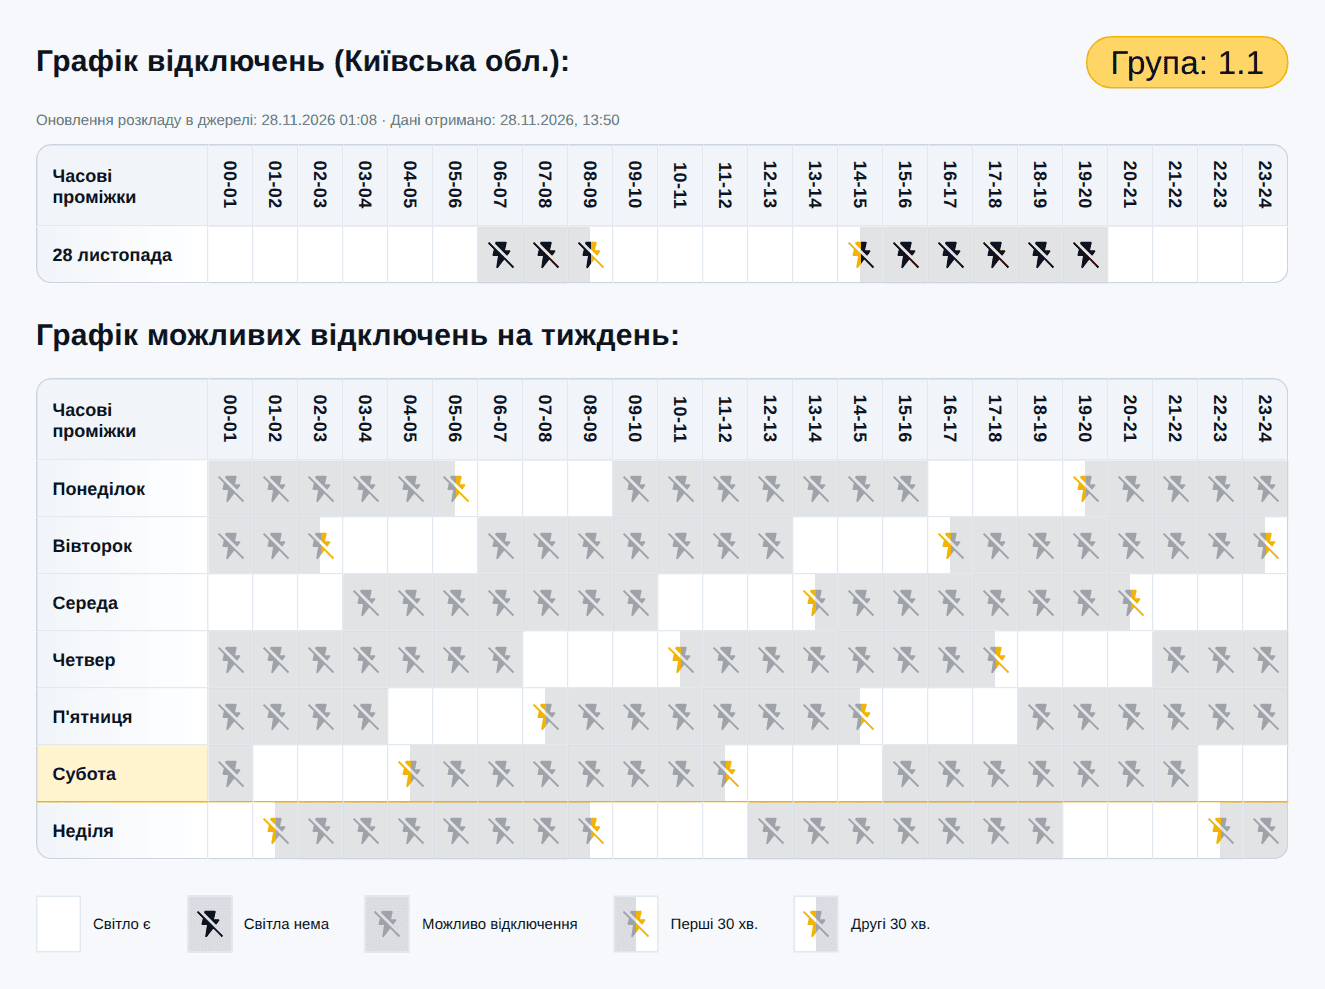 Графік відключень (Київська обл.):
Група: 1.1
Оновлення розкладу в джерелі: 28.11.2026 01:08 · Дані отримано: 28.11.2026, 13:50
Часові проміжки 00-01 01-02 02-03 03-04 04-05 05-06 06-07 07-08 08-09 09-10 10-11 11-12 12-13 13-14 14-15 15-16 16-17 17-18 18-19 19-20 20-21 21-22 22-23 23-24
28 листопада
Графік можливих відключень на тиждень:
Часові проміжки 00-01 01-02 02-03 03-04 04-05 05-06 06-07 07-08 08-09 09-10 10-11 11-12 12-13 13-14 14-15 15-16 16-17 17-18 18-19 19-20 20-21 21-22 22-23 23-24
Понеділок
Вівторок
Середа
Четвер
П'ятниця
Субота
Неділя
Світло є Світла нема Можливо відключення Перші 30 хв. Другі 30 хв.